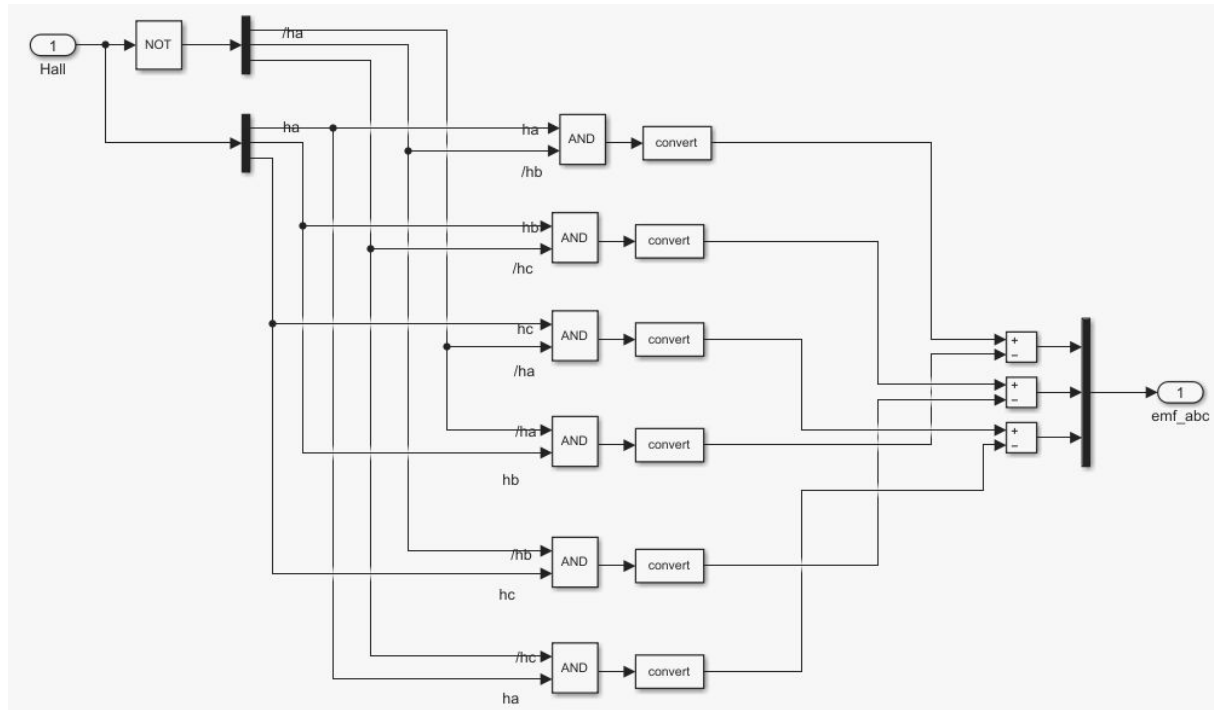 1
Hall
NOT
/ha
ha
ha
/hb
AND
convert
hb
/hc
AND
convert
hc
/ha
AND
convert
+
−
+
−
+
−
1
emf_abc
/ha
hb
AND
convert
/hb
hc
AND
convert
/hc
ha
AND
convert